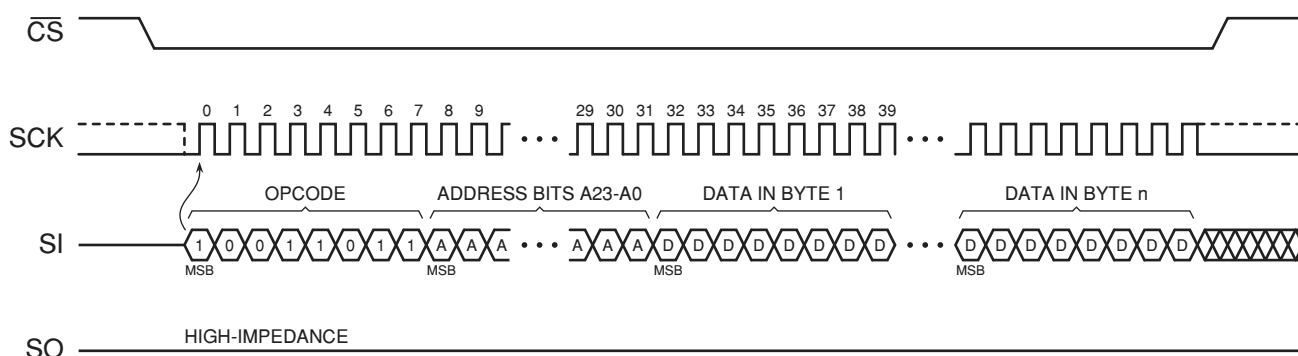 CS
0 1 2 3 4 5 6 7 8 9 29 30 31 32 33 34 35 36 37 38 39
SCK
OPCODE ADDRESS BITS A23-A0 DATA IN BYTE 1 DATA IN BYTE n
SI 1 0 0 1 1 0 1 1 A A A A A A D D D D D D D D D D D D D D D D
MSB MSB MSB MSB
HIGH-IMPEDANCE
SO